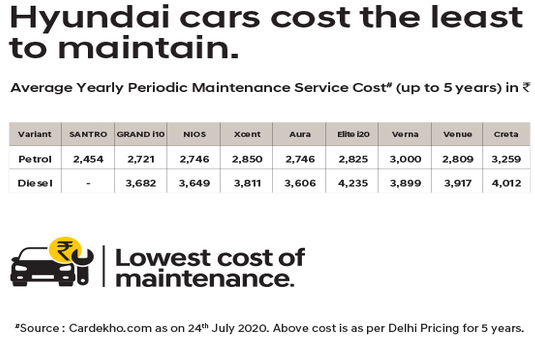 Hyundai cars cost the least
to maintain.
Average Yearly Periodic Maintenance Service Cost# (up to 5 years) in ₹
Variant SANTRO GRAND i10 NIOS Xcent Aura Elite i20 Verna Venue Creta
Petrol 2,454 2,721 2,746 2,850 2,746 2,825 3,000 2,809 3,259
Diesel - 3,682 3,649 3,811 3,606 4,235 3,899 3,917 4,012
₹
Lowest cost of
maintenance.
#Source : Cardekho.com as on 24th July 2020. Above cost is as per Delhi Pricing for 5 years.